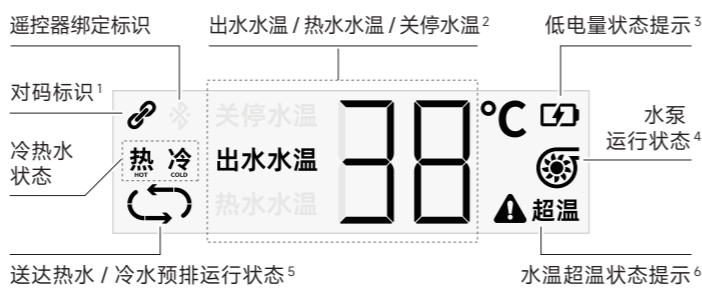 遥控器绑定标识
出水水温 / 热水水温 / 关停水温2
低电量状态提示3
对码标识1
关停水温
38℃
水泵
运行状态4
冷热水
状态
热 冷
HOT COLD
出水水温
热水水温
超温
送达热水 / 冷水预排运行状态5
水温超温状态提示6